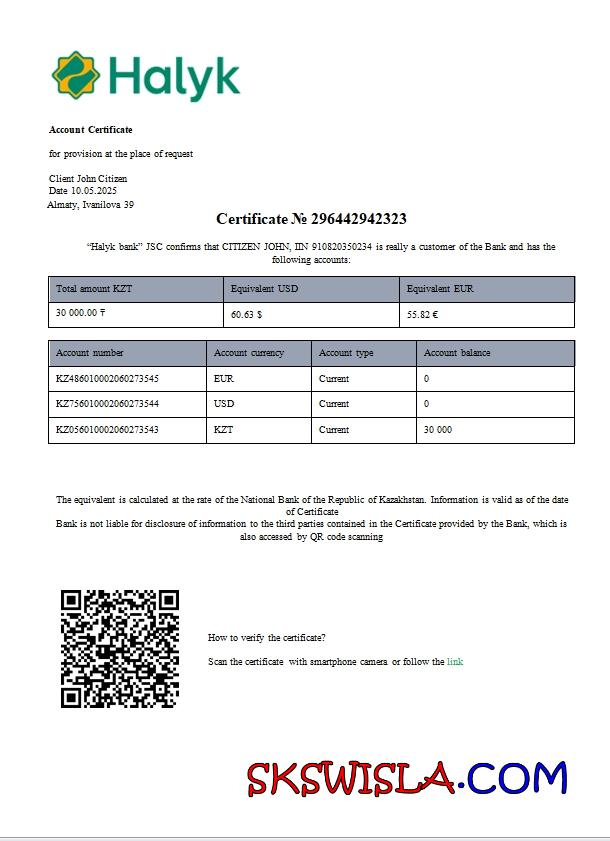 Halyk
Account Certificate
for provision at the place of request
Client John Citizen
Date 10.05.2025
Almaty, Ivanilova 39
Certificate № 296442942323
“Halyk bank” JSC confirms that CITIZEN JOHN, IIN 910820350234 is really a customer of the Bank and has the
following accounts:
Total amount KZT Equivalent USD Equivalent EUR
30 000.00 ₸ 60.63 $ 55.82 €
Account number Account currency Account type Account balance
KZ486010002060273545 EUR Current 0
KZ756010002060273544 USD Current 0
KZ056010002060273543 KZT Current 30 000
The equivalent is calculated at the rate of the National Bank of the Republic of Kazakhstan. Information is valid as of the date
of Certificate
Bank is not liable for disclosure of information to the third parties contained in the Certificate provided by the Bank, which is
also accessed by QR code scanning
How to verify the certificate?
Scan the certificate with smartphone camera or follow the link
SKSWISLA.COM